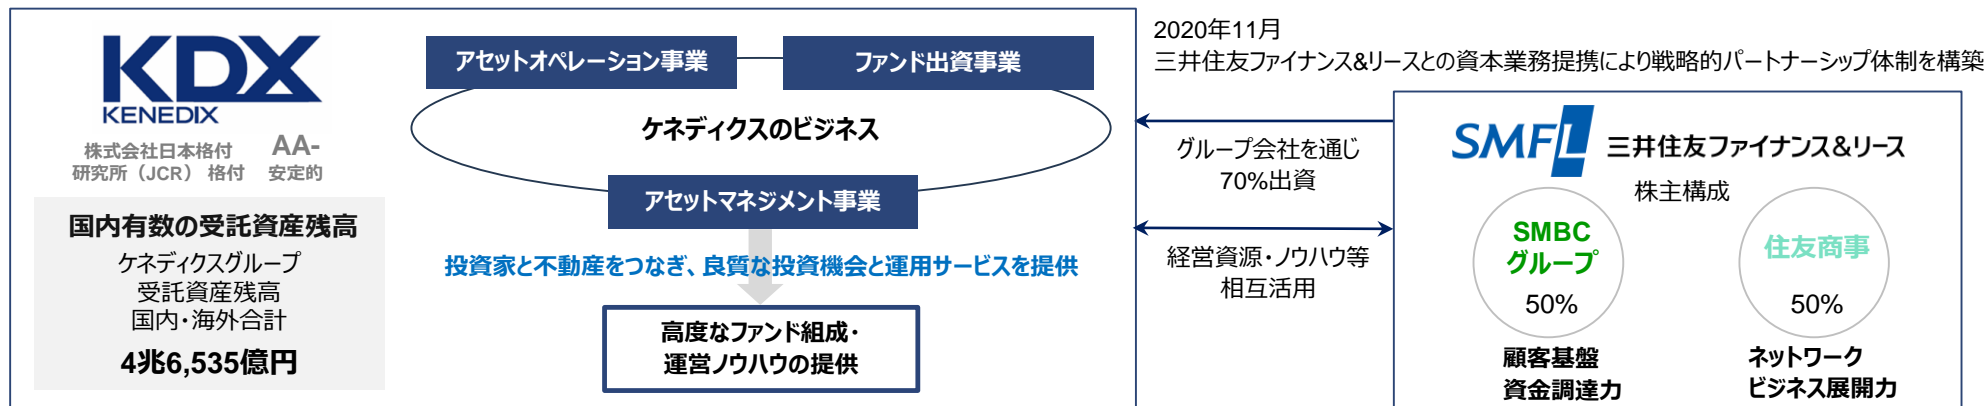 KDX
KENEDIX
株式会社日本格付
研究所（JCR） 格付
AA-
安定的
国内有数の受託資産残高
ケネディクスグループ
受託資産残高
国内・海外合計
4兆6,535億円
アセットオペレーション事業
ファンド出資事業
ケネディクスのビジネス
アセットマネジメント事業
投資家と不動産をつなぎ、良質な投資機会と運用サービスを提供
高度なファンド組成・
運営ノウハウの提供
2020年11月
三井住友ファイナンス&リースとの資本業務提携により戦略的パートナーシップ体制を構築
グループ会社を通じ
70%出資
経営資源・ノウハウ等
相互活用
SMFL 三井住友ファイナンス&リース
株主構成
SMBC
グループ
50%
顧客基盤
資金調達力
住友商事
50%
ネットワーク
ビジネス展開力